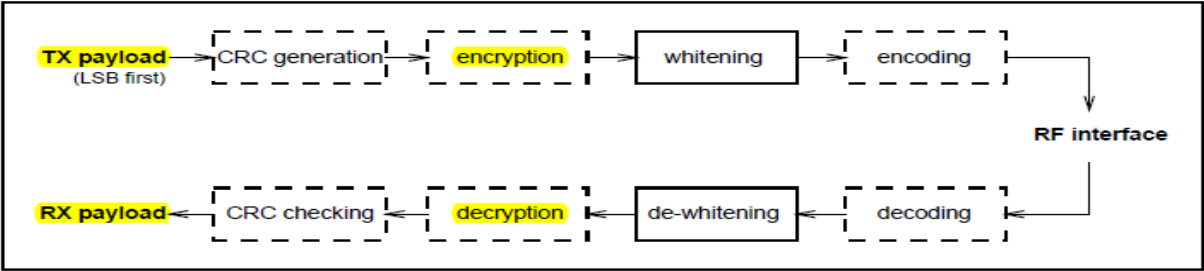 TX payload CRC generation encryption whitening encoding
(LSB first)
RF interface
RX payload CRC checking decryption de-whitening decoding